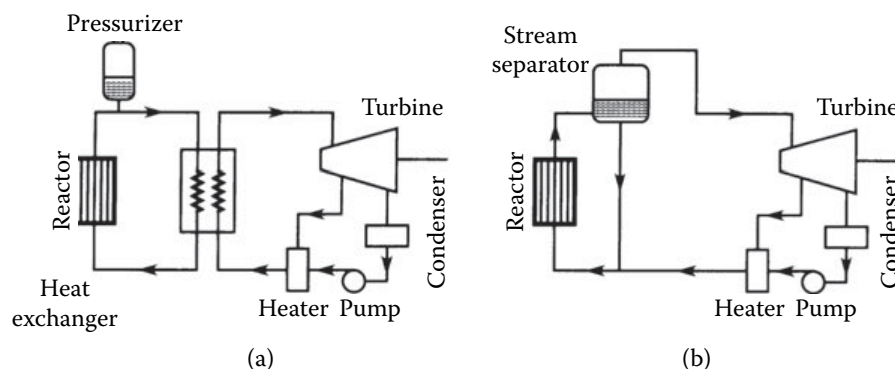 Pressurizer
Turbine
Reactor
Condenser
Heat
exchanger
Heater
Pump
(a)
Stream
separator
Turbine
Reactor
Condenser
Heater
Pump
(b)